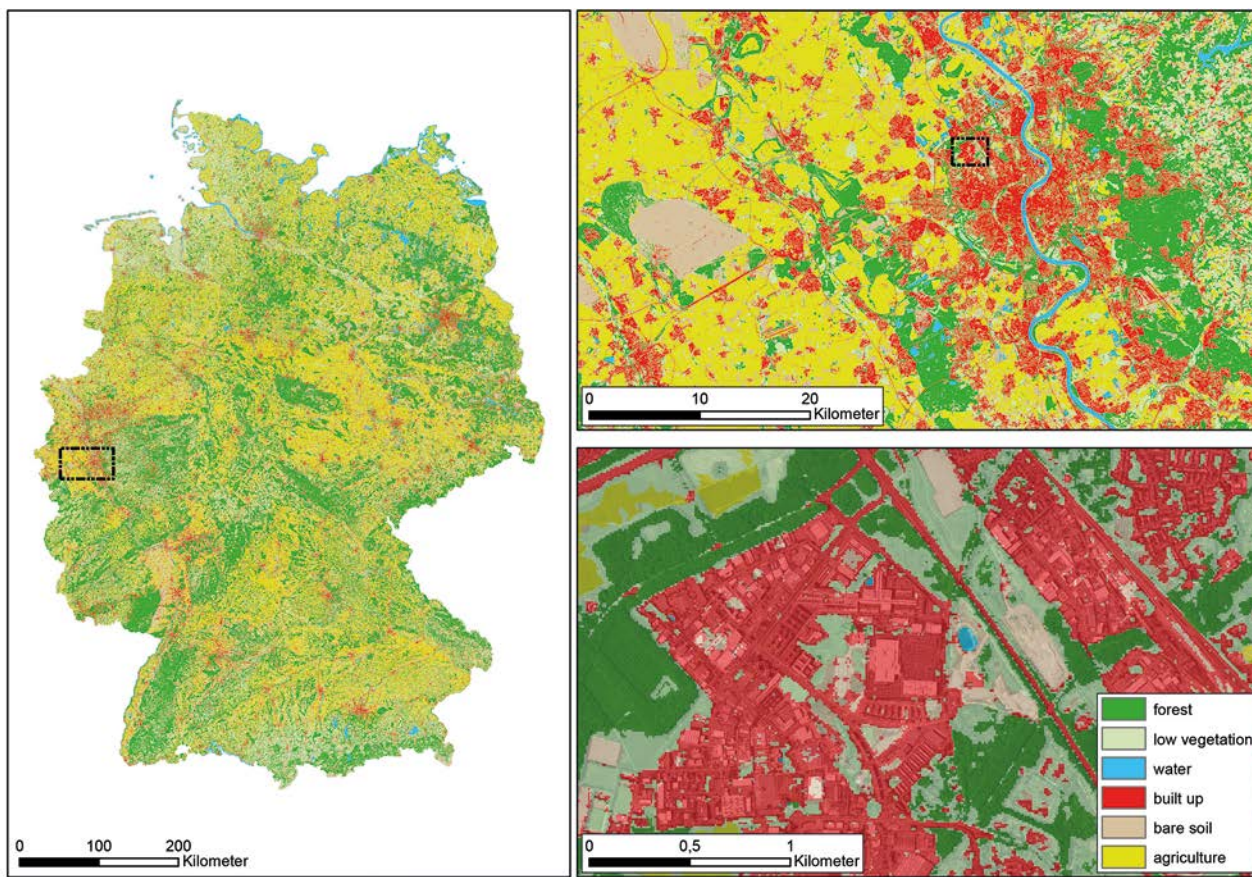 0 100 200
Kilometer
0 10 20
Kilometer
0 0,5 1
Kilometer
forest
low vegetation
water
built up
bare soil
agriculture